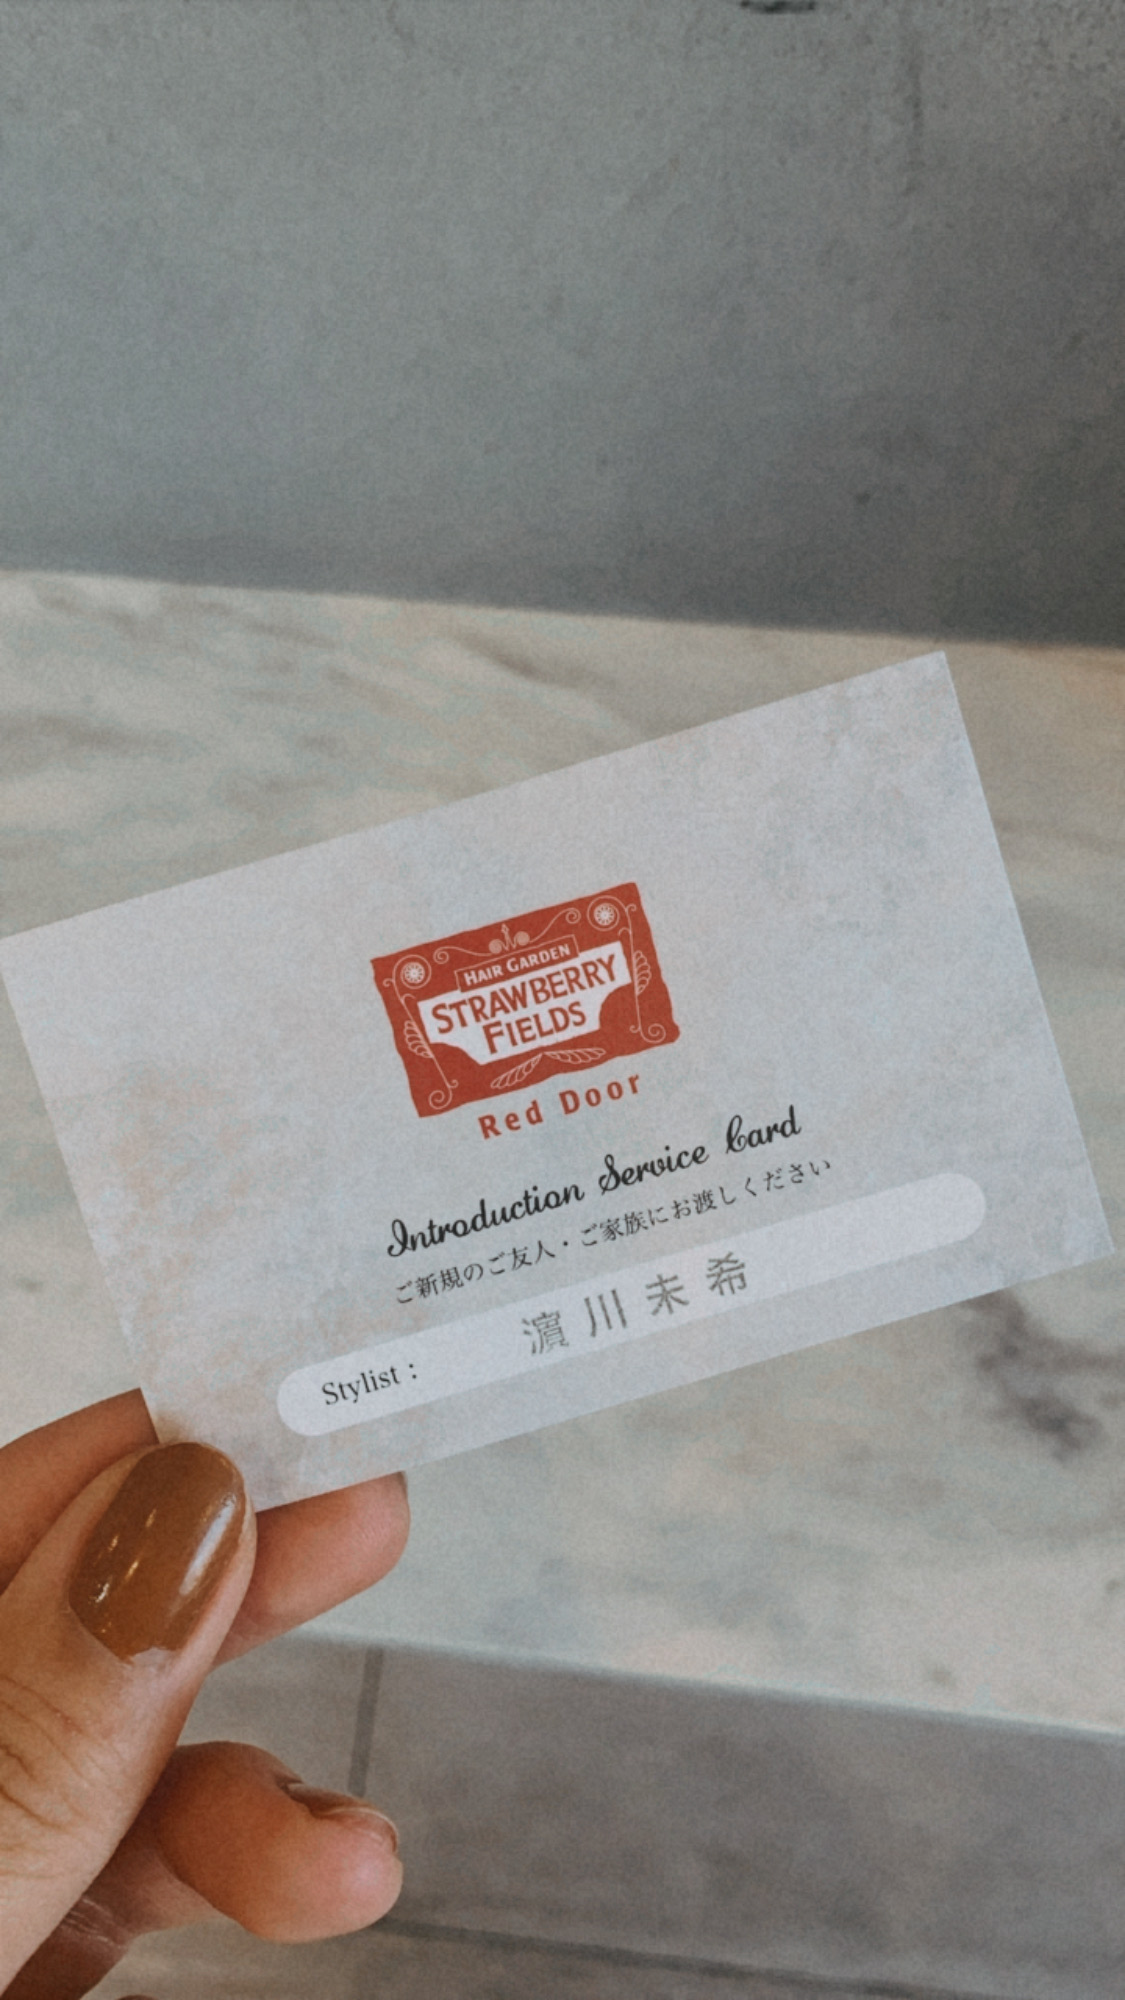 HAIR GARDEN
STRAWBERRY
FIELDS
Red Door
Introduction Service Card
ご新規のご友人・ご家族にお渡しください
Stylist : 濵川未希